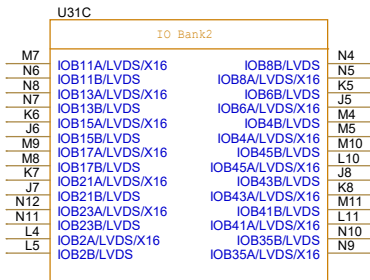 U31C
IO Bank2
M7 IOB11A/LVDS/X16 IOB8B/LVDS N4
N6 IOB11B/LVDS IOB8A/LVDS/X16 N5
N8 IOB13A/LVDS/X16 IOB6B/LVDS K5
N7 IOB13B/LVDS IOB6A/LVDS/X16 J5
K6 IOB15A/LVDS/X16 IOB4B/LVDS M4
J6 IOB15B/LVDS IOB4A/LVDS/X16 M5
M9 IOB17A/LVDS/X16 IOB45B/LVDS M10
M8 IOB17B/LVDS IOB45A/LVDS/X16 L10
K7 IOB21A/LVDS/X16 IOB43B/LVDS J8
J7 IOB21B/LVDS IOB43A/LVDS/X16 K8
N12 IOB23A/LVDS/X16 IOB41B/LVDS M11
N11 IOB23B/LVDS IOB41A/LVDS/X16 L11
L4 IOB2A/LVDS/X16 IOB35B/LVDS N10
L5 IOB2B/LVDS IOB35A/LVDS/X16 N9